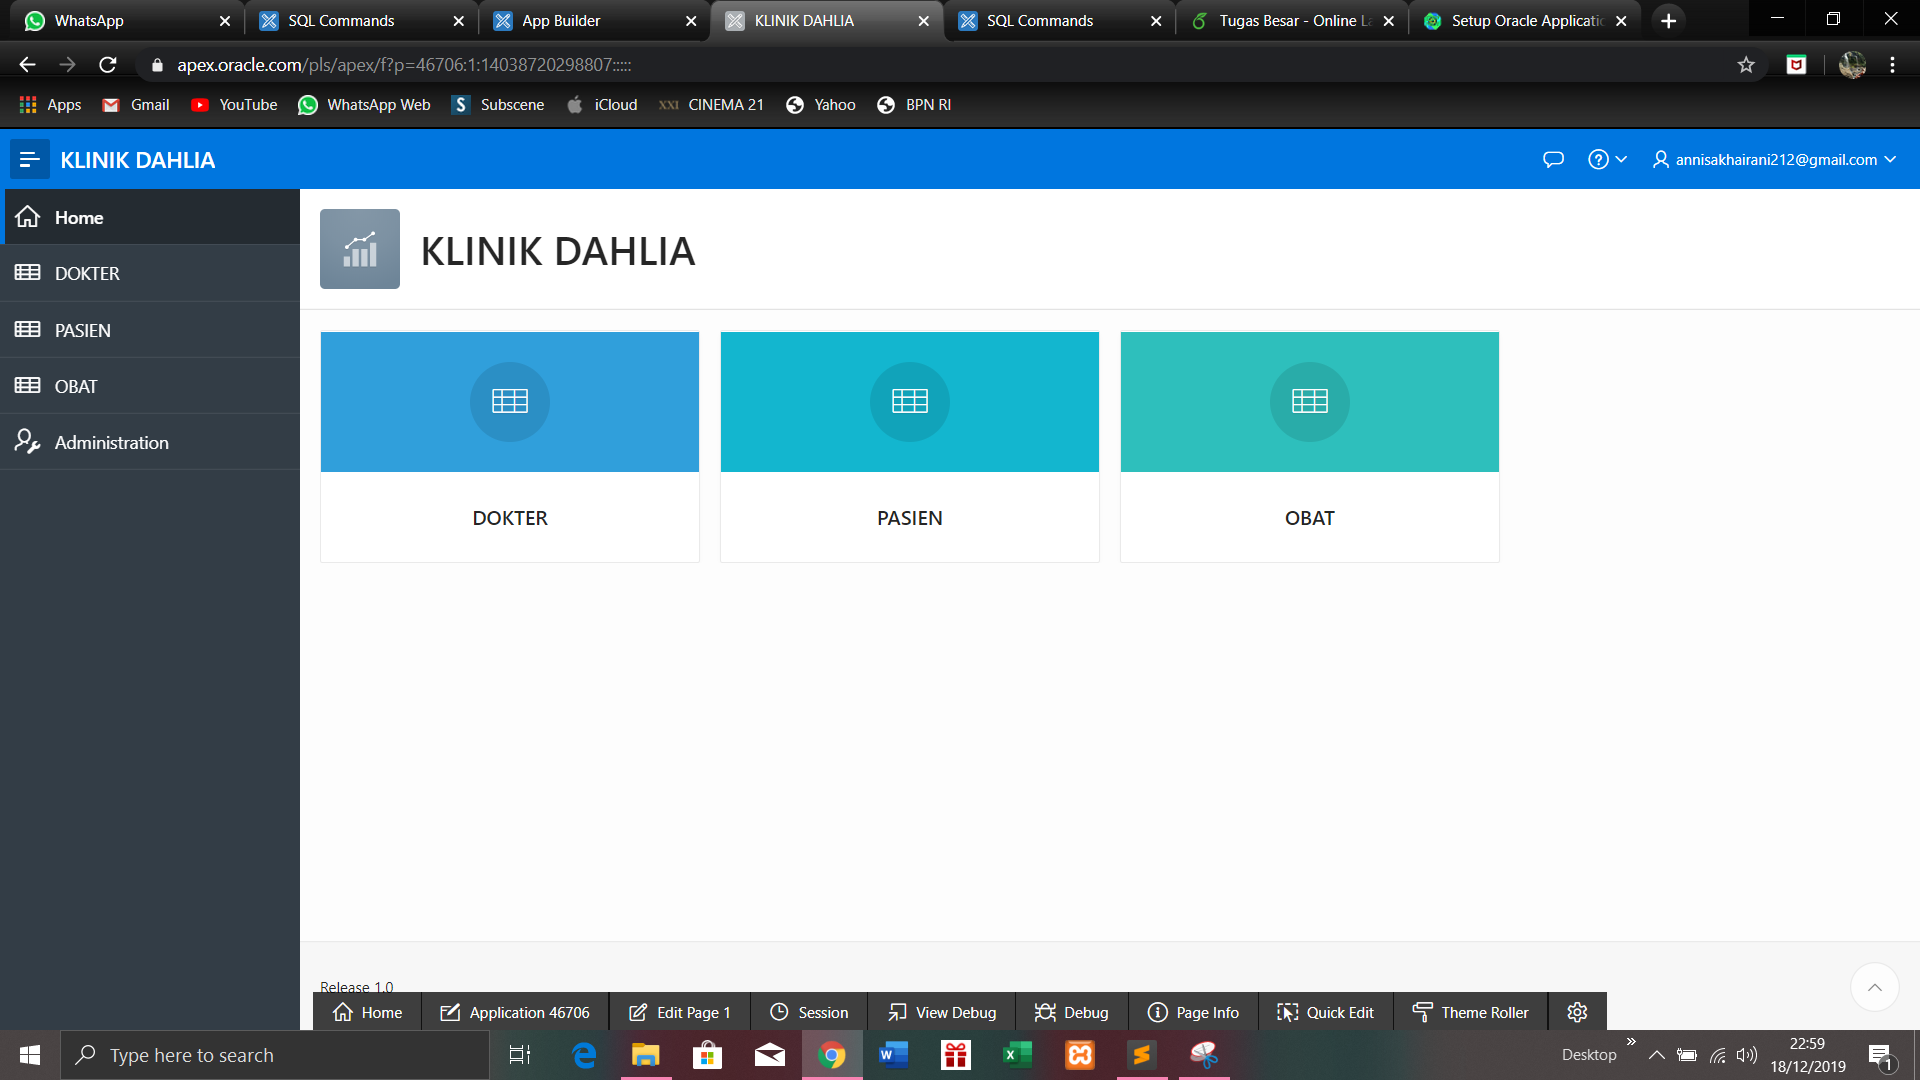 WhatsApp
SQL Commands
App Builder
KLINIK DAHLIA
SQL Commands
Tugas Besar - Online La
Setup Oracle Applicatio
apex.oracle.com/pls/apex/f?p=46706:1:14038720298807:::::
Apps
Gmail
YouTube
WhatsApp Web
S
Subscene
iCloud
XXI
CINEMA 21
Yahoo
BPN RI
KLINIK DAHLIA
annisakhairani212@gmail.com
Home
DOKTER
PASIEN
OBAT
Administration
KLINIK DAHLIA
DOKTER
PASIEN
OBAT
Release 1.0
Home
Application 46706
Edit Page 1
Session
View Debug
Debug
Page Info
Quick Edit
Theme Roller
Type here to search
Desktop
22:59
18/12/2019
1